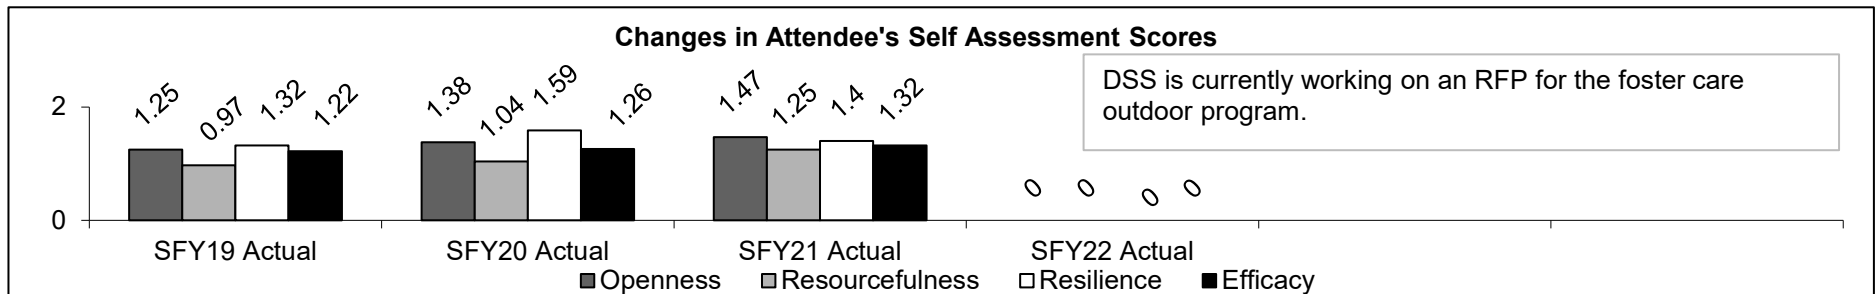 Changes in Attendee's Self Assessment Scores
DSS is currently working on an RFP for the foster care
outdoor program.
2
0
1.25 0.97 1.32 1.22
1.38 1.04 1.59 1.26
1.47 1.25 1.4 1.32
0 0 0 0
SFY19 Actual SFY20 Actual SFY21 Actual SFY22 Actual
Openness Resourcefulness Resilience Efficacy